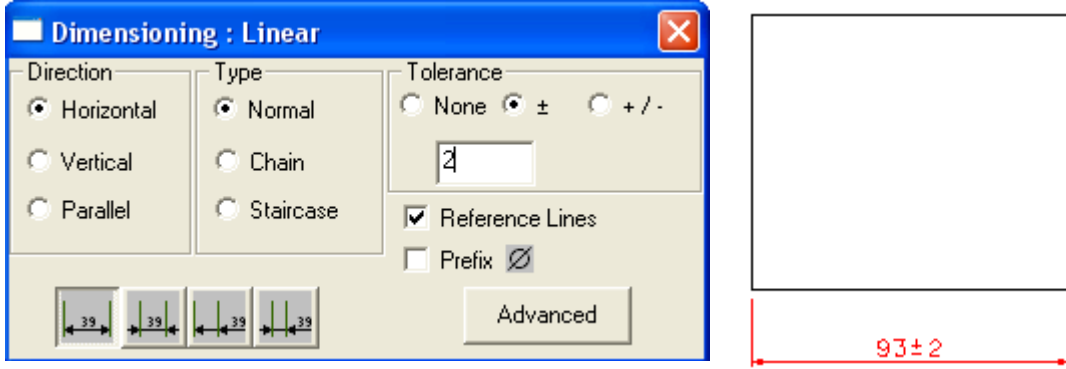 Dimensioning : Linear
Direction
Horizontal
Vertical
Parallel
Type
Normal
Chain
Staircase
Tolerance
None ± + / -
2
Reference Lines
Prefix Ø
39 39 39 39
Advanced
93±2